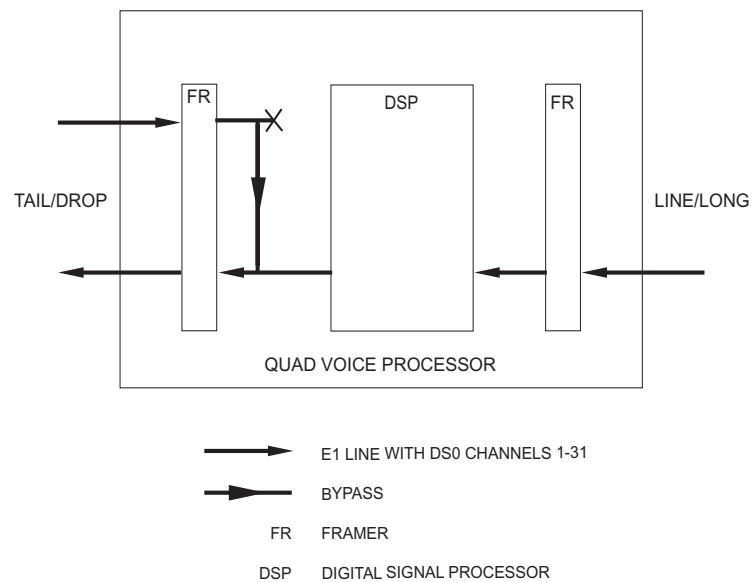 FR
DSP
FR
TAIL/DROP
LINE/LONG
QUAD VOICE PROCESSOR
E1 LINE WITH DS0 CHANNELS 1-31
BYPASS
FR FRAMER
DSP DIGITAL SIGNAL PROCESSOR